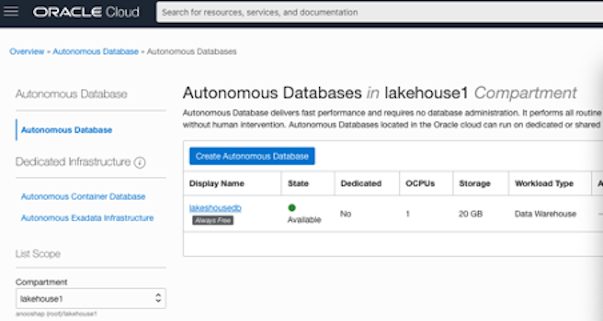 ORACLE Cloud
Search for resources, services, and documentation
Overview » Autonomous Database » Autonomous Databases
Autonomous Database
Autonomous Database
Dedicated Infrastructure
Autonomous Container Database
Autonomous Exadata Infrastructure
List Scope
Compartment
lakehouse1
anooshap (root)/lakehouse1
Autonomous Databases in lakehouse1 Compartment
Autonomous Database delivers fast performance and requires no database administration. It performs all routine
without human intervention. Autonomous Databases located in the Oracle cloud can run on dedicated or shared
Create Autonomous Database
Display Name State Dedicated OCPUs Storage Workload Type A
lakeshousedb Available No 1 20 GB Data Warehouse —
Always Free